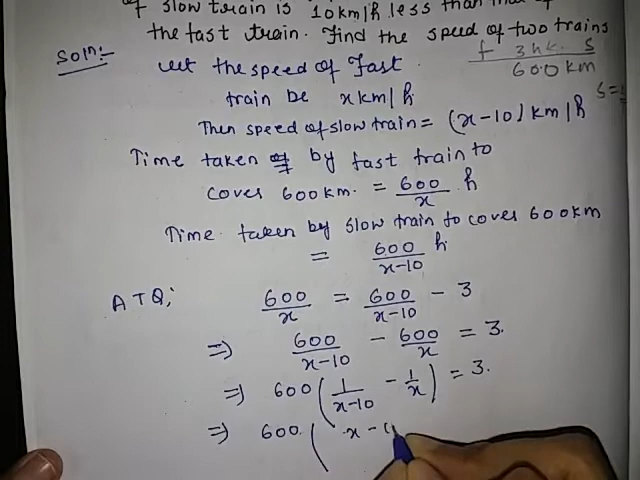 of slow train is 10km/h less than that of
the fast train. Find the speed of two trains
f 3hk. s
600km
Soln:- Let the speed of Fast
train be x km/h
Then speed of slow train = (x-10) km/h
Time taken by fast train to
cover 600km. = 600/x h
Time taken by slow train to cover 600km
= 600/x-10 h
ATQ; 600/x = 600/x-10 - 3
=> 600/x-10 - 600/x = 3.
=> 600 (1/x-10 - 1/x) = 3.
=> 600. ( x - (